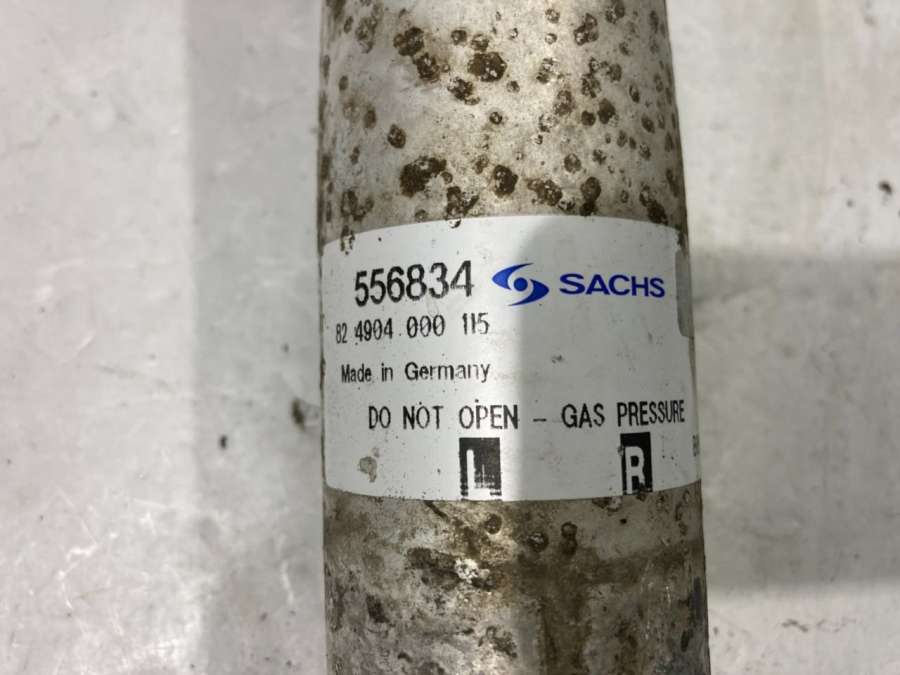 556834 SACHS
82 4904 000 115
Made in Germany
DO NOT OPEN - GAS PRESSURE
L R